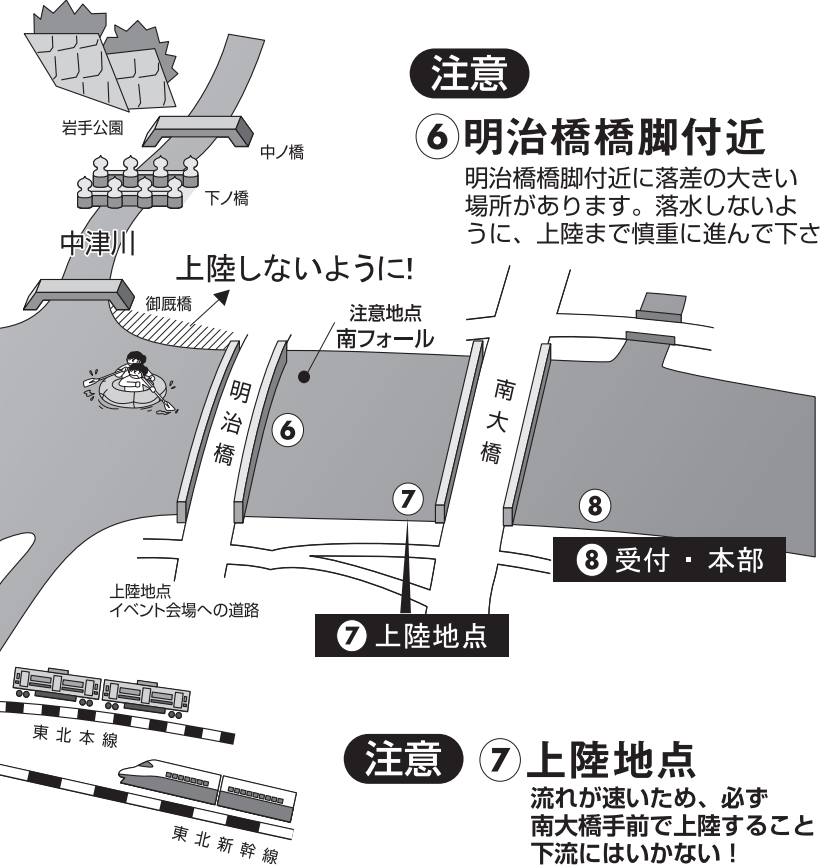 注意
⑥明治橋橋脚付近
明治橋橋脚付近に落差の大きい
場所があります。落水しないよ
うに、上陸まで慎重に進んで下さ
岩手公園
中ノ橋
下ノ橋
中津川
上陸しないように!
御厩橋
注意地点
南フォール
明治橋
南大橋
⑥
⑦
⑧
⑧受付・本部
上陸地点
イベント会場への道路
⑦上陸地点
東北本線
東北新幹線
注意
⑦上陸地点
流れが速いため、必ず
南大橋手前で上陸すること
下流にはいかない!